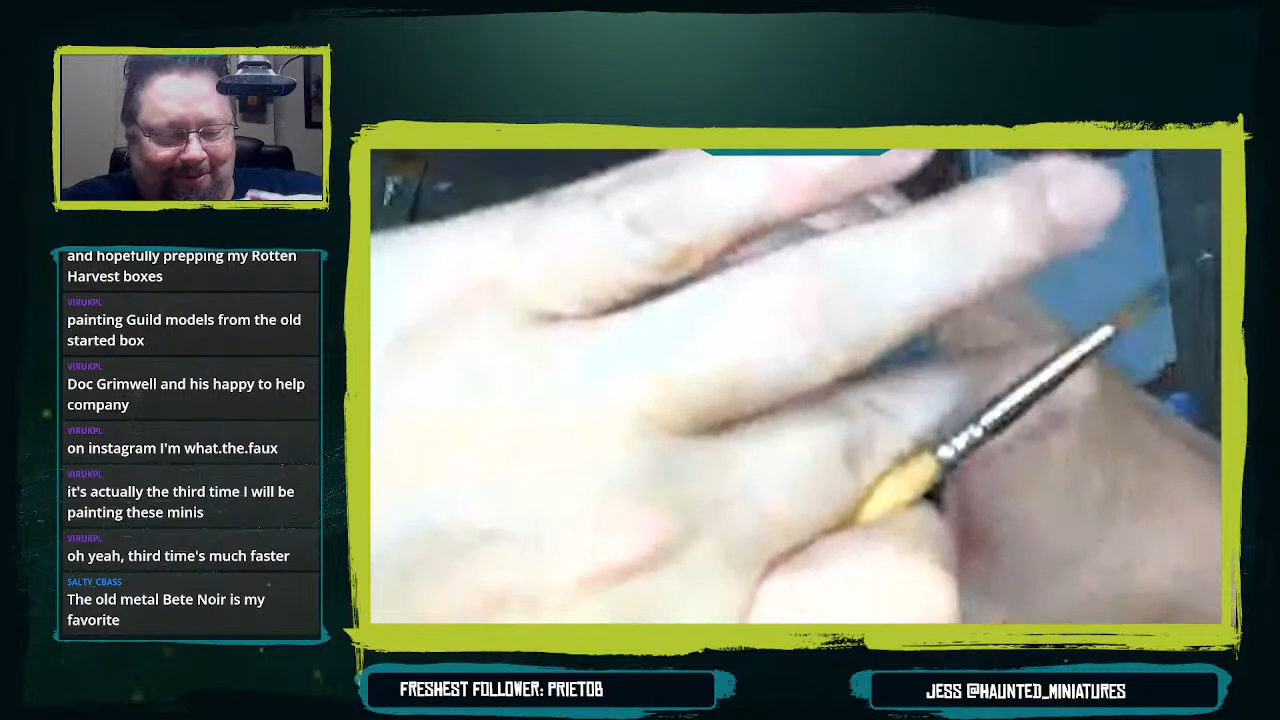 and hopefully prepping my Rotten
Harvest boxes
VIRUKPL
painting Guild models from the old
started box
VIRUKPL
Doc Grimwell and his happy to help
company
VIRUKPL
on instagram I'm what.the.faux
VIRUKPL
it's actually the third time I will be
painting these minis
VIRUKPL
oh yeah, third time's much faster
SALTY_CBASS
The old metal Bete Noir is my
favorite
FRESHEST FOLLOWER: PRIETOB
JESS @HAUNTED_MINIATURES